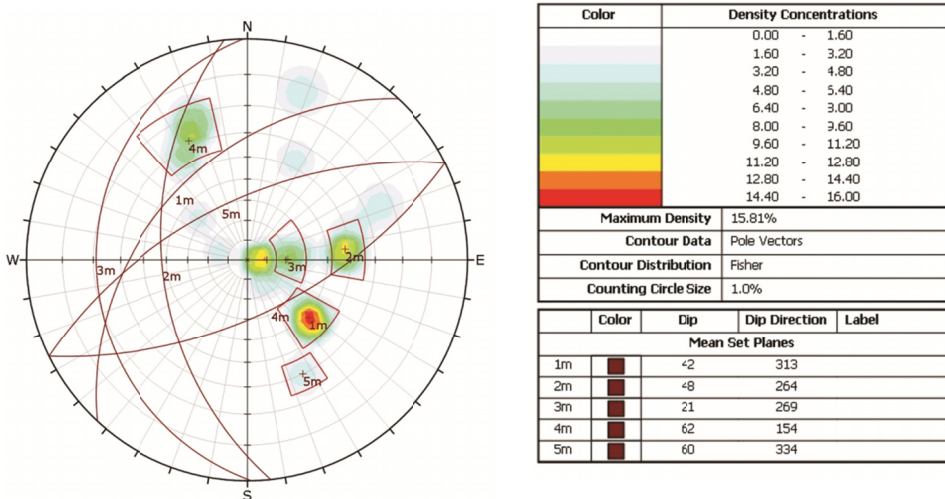 N
4m
1m
5m
W
3m
2m
3m
2m
E
4m
1m
5m
S
Color Density Concentrations
0.00 - 1.60
1.60 - 3.20
3.20 - 4.80
4.80 - 5.40
6.40 - 3.00
8.00 - 9.60
9.60 - 11.20
11.20 - 12.80
12.80 - 14.40
14.40 - 16.00
Maximum Density 15.81%
Contour Data Pole Vectors
Contour Distribution Fisher
Counting Circle Size 1.0%
Color Dip Dip Direction Label
Mean Set Planes
1m 42 313
2m 48 264
3m 21 269
4m 62 154
5m 60 334